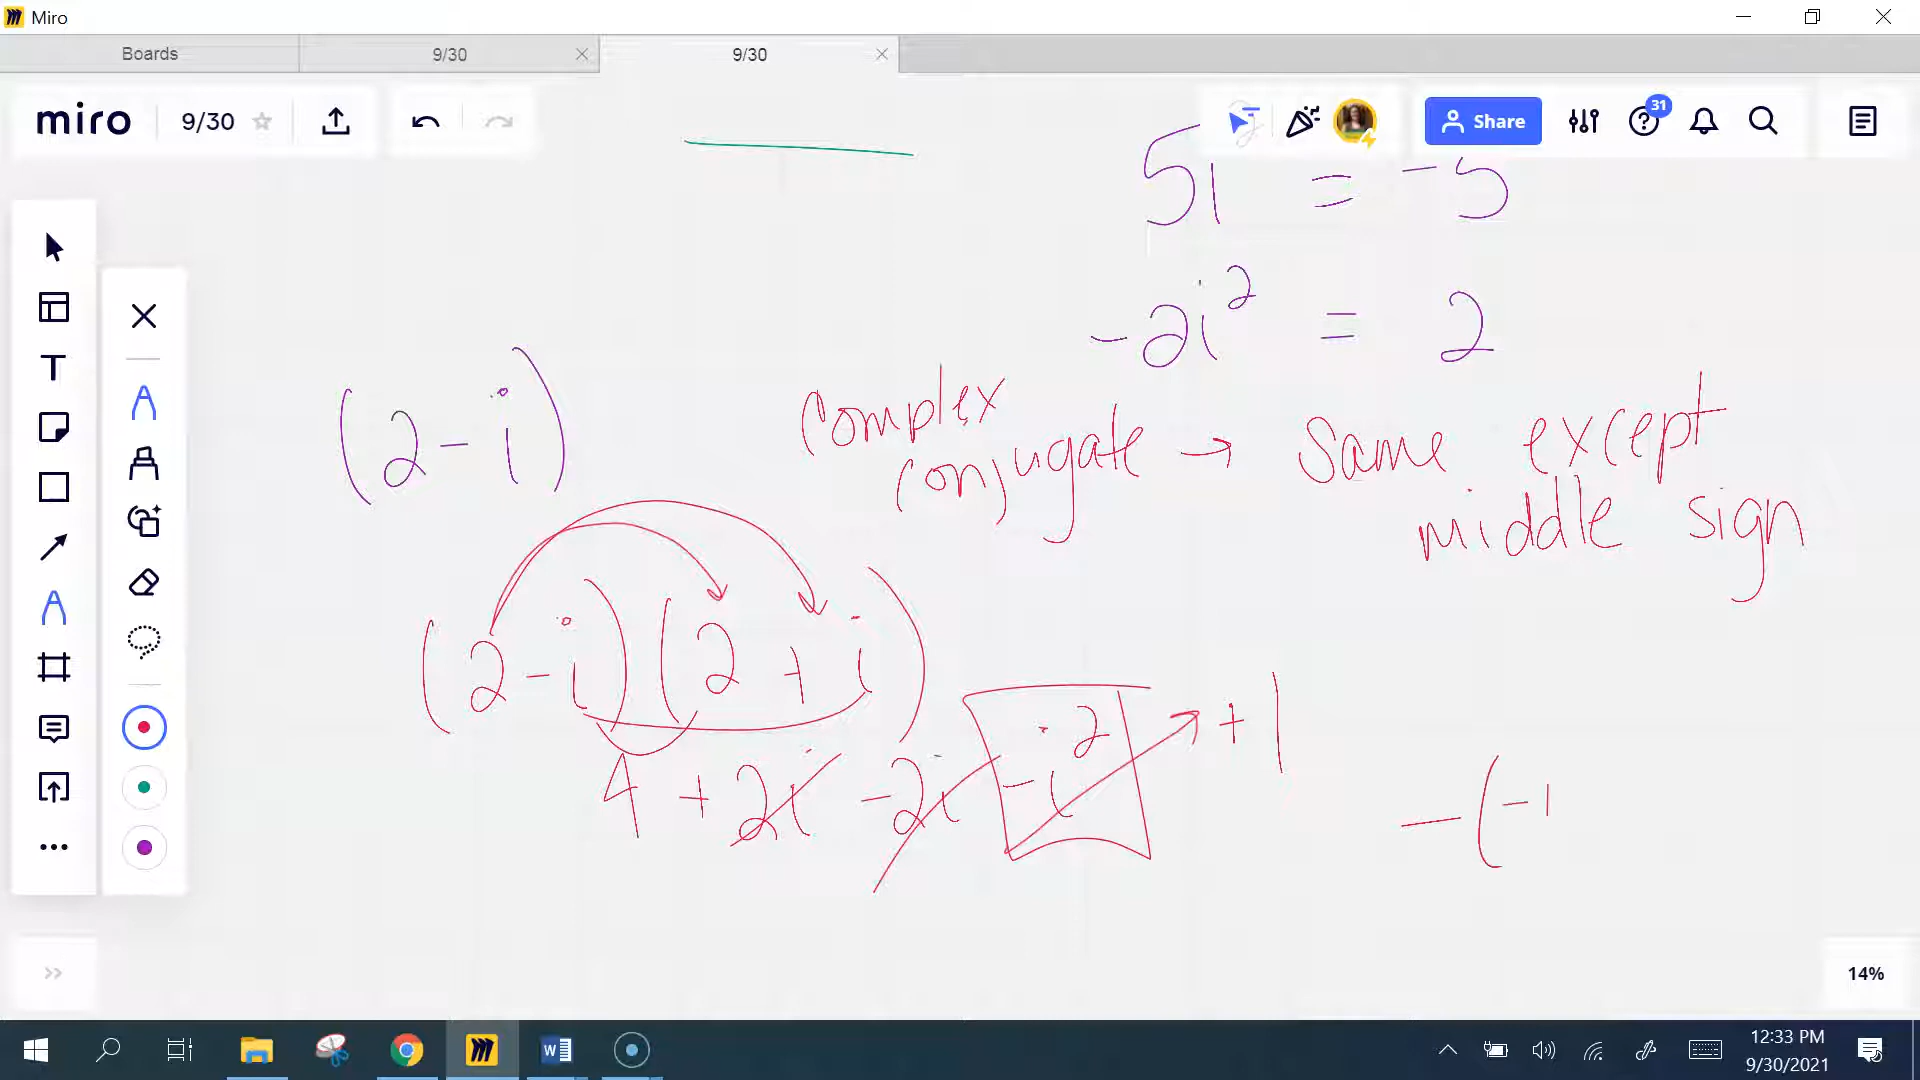 Miro
Boards
9/30
9/30
miro
9/30
Share
31
5i = -5
-2i² = 2
(2 - i)
Complex
conjugate → Same except
middle sign
(2 - i)(2 + i)
4 + 2i - 2i - i² + 1
-(-1
T
14%
12:33 PM
9/30/2021